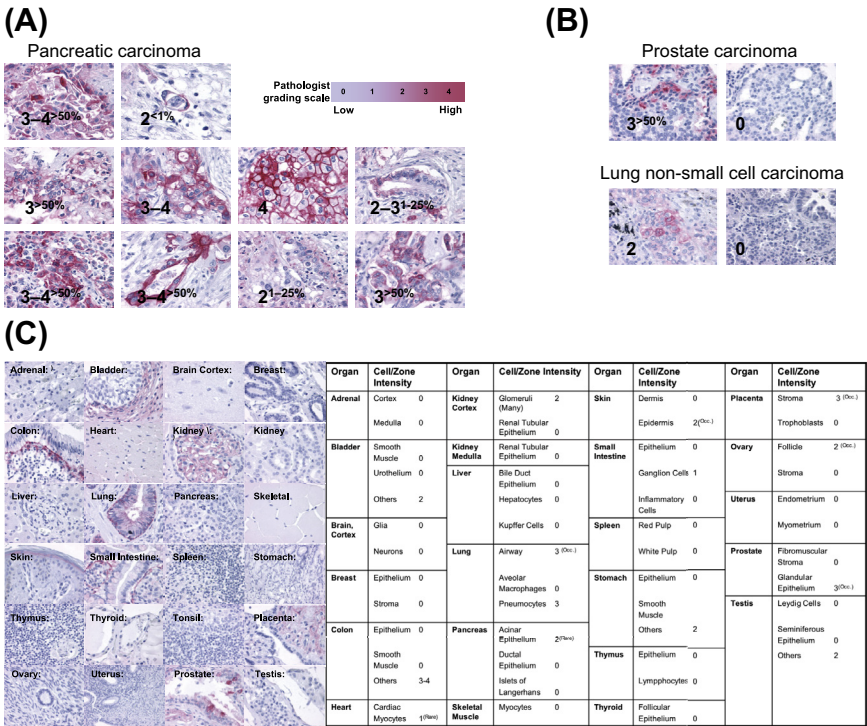 (A)
Pancreatic carcinoma
Pathologist
grading scale
0 1 2 3 4
Low High
3–4>50%
2<1%
3>50%
3–4
4
2–31-25%
3–4>50%
3–4>50%
21-25%
3>50%
(B)
Prostate carcinoma
3>50%
0
Lung non-small cell carcinoma
2
0
(C)
Adrenal: Bladder: Brain Cortex: Breast:
Colon: Heart: Kidney \: Kidney
Liver: Lung: Pancreas: Skeletal
Skin: Small Intestine: Spleen: Stomach:
Thymus: Thyroid: Tonsil: Placenta:
Ovary: Uterus: Prostate: Testis:
Organ Cell/Zone
Intensity
Adrenal Cortex 0
Medulla 0
Bladder Smooth
Muscle 0
Urothelium 0
Others 2
Brain, Glia 0
Cortex
Neurons 0
Breast Epithelium 0
Stroma 0
Colon Epithelium 0
Smooth
Muscle 0
Others 3-4
Heart Cardiac
Myocytes 1(Rare)
Organ Cell/Zone Intensity
Kidney Glomeruli 2
Cortex (Many)
Renal Tubular
Epithelium 0
Kidney Renal Tubular
Medulla Epithelium 0
Liver Bile Duct
Epithelium 0
Hepatocytes 0
Kupffer Cells 0
Lung Airway 3 (Occ.)
Aveolar
Macrophages 0
Pneumocytes 3
Pancreas Acinar
Epithellum 2(Rare)
Ductal
Epithelium 0
Islets of
Langerhans 0
Skeletal Myocytes 0
Muscle
Organ Cell/Zone
Intensity
Skin Dermis 0
Epidermis 2(Occ.)
Small Epithelium 0
Intestine
Ganglion Cells 1
Inflammatory 0
Cells
Spleen Red Pulp 0
White Pulp 0
Stomach Epithelium 0
Smooth
Muscle 0
Others 2
Thymus Epithelium 0
Lympphocytes 0
Thyroid Follicular
Epithelium 0
Organ Cell/Zone
Intensity
Placenta Stroma 3 (Occ.)
Trophoblasts 0
Ovary Follicle 2 (Occ.)
Stroma 0
Uterus Endometrium 0
Myometrium 0
Prostate Fibromuscular
Stroma 0
Glandular
Epithelium 3(Occ.)
Testis Leydig Cells 0
Seminiferous
Epithelium 0
Others 2